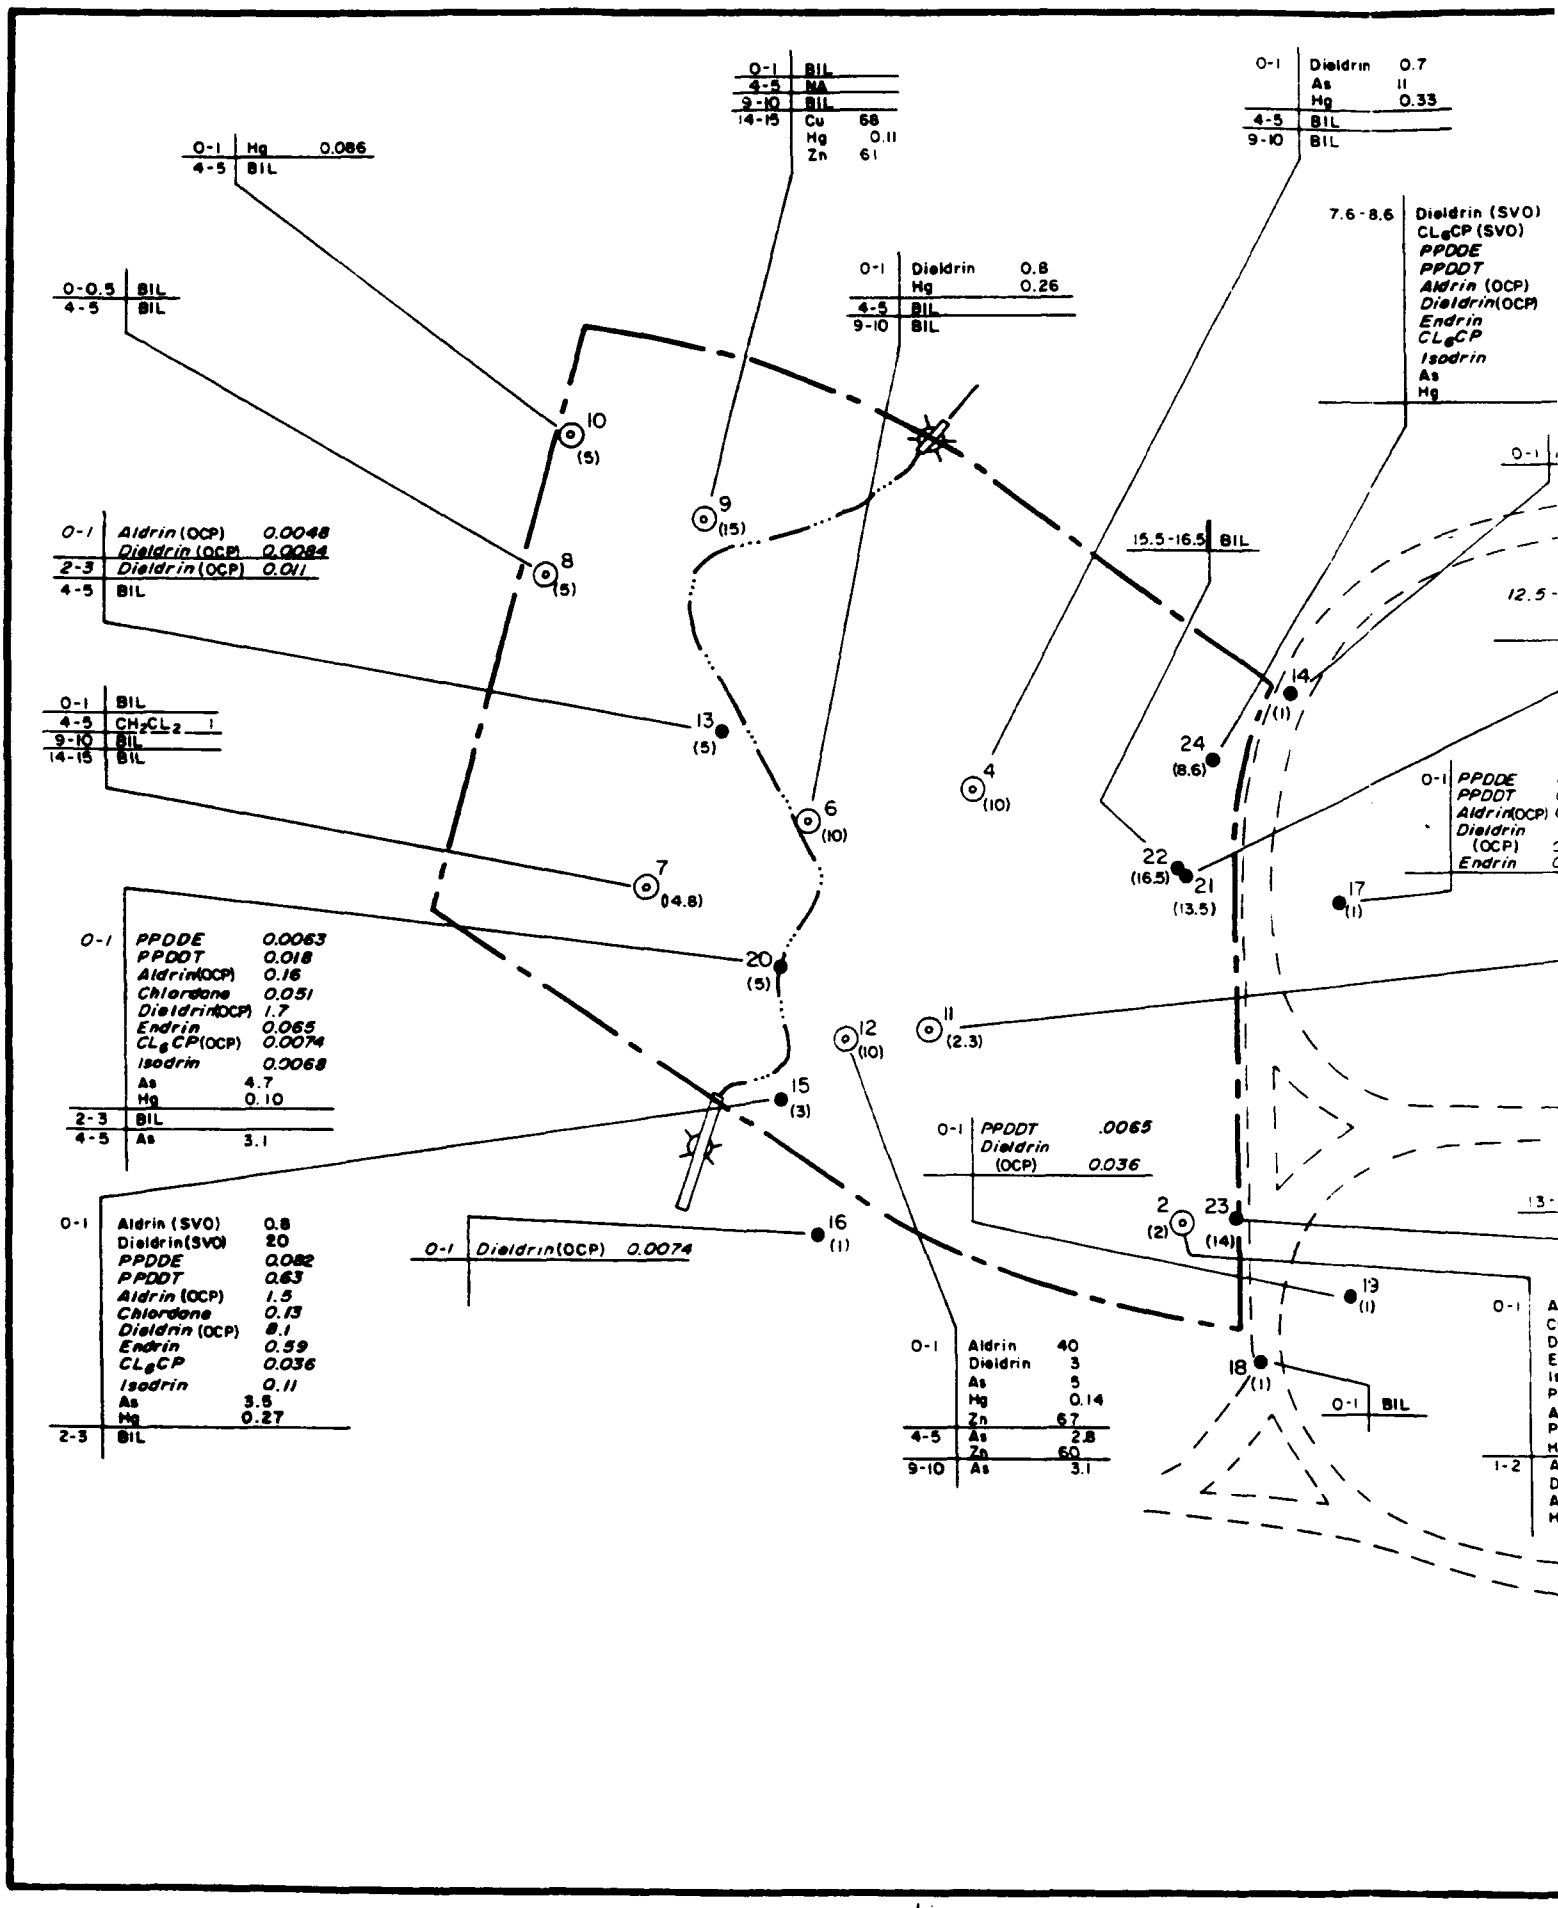 0-1 BIL
4-5 NA
9-10 BIL
14-15 Cu 68
Hg 0.11
Zn 61
0-1 Dieldrin 0.7
As 11
Hg 0.33
4-5 BIL
9-10 BIL
0-1 Hg 0.086
4-5 BIL
7.6-8.6 Dieldrin (SVO)
CL6CP (SVO)
PPDDE
PPDDT
Aldrin (OCP)
Dieldrin(OCP)
Endrin
CL6CP
Isodrin
As
Hg
0-1 Dieldrin 0.8
Hg 0.26
4-5 BIL
9-10 BIL
0-0.5 BIL
4-5 BIL
10
(5)
0-1
9
(15)
0-1 Aldrin (OCP) 0.0048
Dieldrin (OCP) 0.0084
2-3 Dieldrin (OCP) 0.011
4-5 BIL
15.5-16.5 BIL
8
(5)
12.5-
14
(1)
0-1 BIL
4-5 CH2CL2 1
9-10 BIL
14-15 BIL
13
(5)
24
(8.6)
4
(10)
0-1 PPDDE
PPDDT
Aldrin(OCP)
Dieldrin
(OCP)
Endrin
6
(10)
7
(14.8)
22
(16.5)
21
(13.5)
17
(1)
0-1 PPDDE 0.0063
PPDDT 0.018
Aldrin(OCP) 0.16
Chlordane 0.051
Dieldrin(OCP) 1.7
Endrin 0.065
CL6CP(OCP) 0.0074
Isodrin 0.0068
As 4.7
Hg 0.10
2-3 BIL
4-5 As 3.1
20
(5)
12
(10)
11
(2.3)
15
(3)
0-1 PPDDT .0065
Dieldrin
(OCP) 0.036
0-1 Aldrin (SVO) 0.8
Dieldrin(SVO) 20
PPDDE 0.082
PPDDT 0.63
Aldrin (OCP) 1.5
Chlordane 0.13
Dieldrin (OCP) 8.1
Endrin 0.59
CL6CP 0.036
Isodrin 0.11
As 3.5
Hg 0.27
2-3 BIL
0-1 Dieldrin(OCP) 0.0074
16
(1)
2
(2)
23
(14)
13-
19
(1)
0-1 Aldrin 40
Dieldrin 3
As 5
Hg 0.14
Zn 67
4-5 As 2.8
Zn 60
9-10 As 3.1
18
(1)
0-1 BIL
0-1 A
C
D
E
Is
P
A
P
H
1-2 A
D
A
H